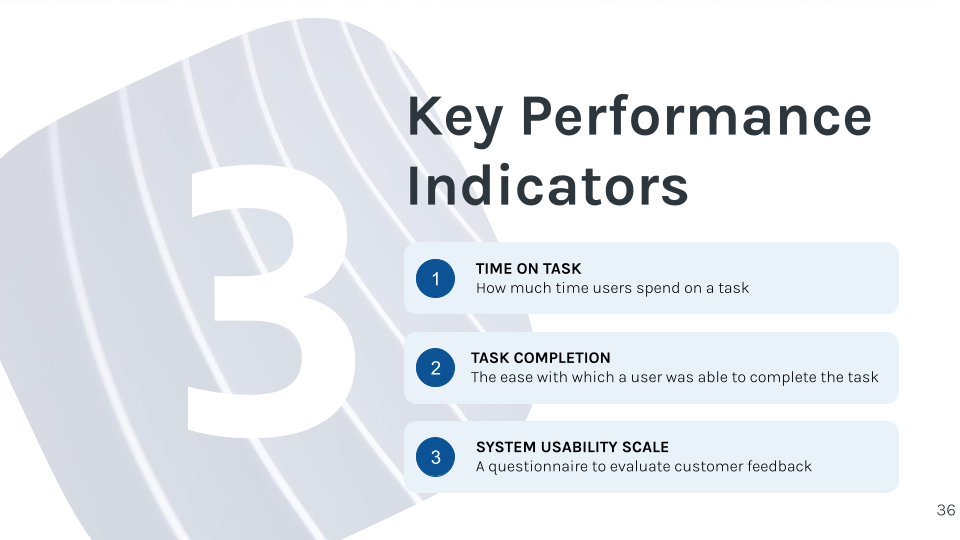 3
Key Performance
Indicators
1
TIME ON TASK
How much time users spend on a task
2
TASK COMPLETION
The ease with which a user was able to complete the task
3
SYSTEM USABILITY SCALE
A questionnaire to evaluate customer feedback
36